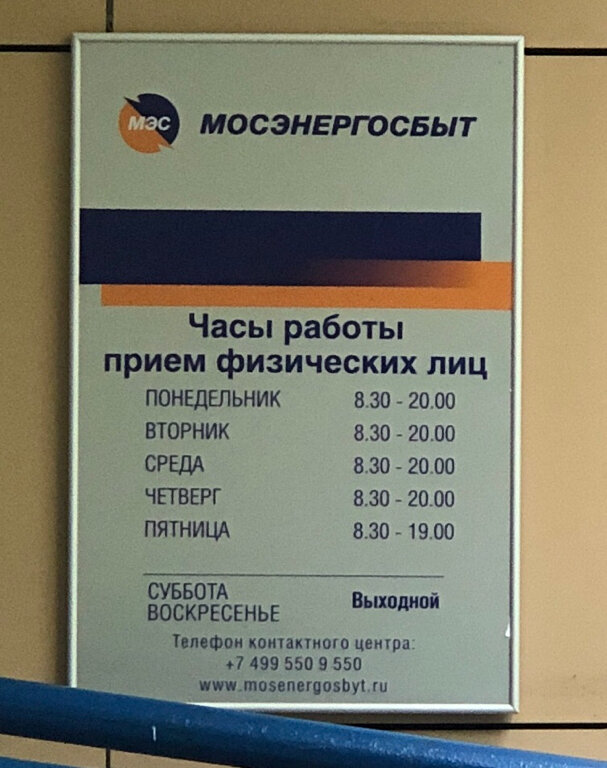 МЭС МОСЭНЕРГОСБЫТ
Часы работы
прием физических лиц
ПОНЕДЕЛЬНИК 8.30 - 20.00
ВТОРНИК 8.30 - 20.00
СРЕДА 8.30 - 20.00
ЧЕТВЕРГ 8.30 - 20.00
ПЯТНИЦА 8.30 - 19.00
СУББОТА
ВОСКРЕСЕНЬЕ Выходной
Телефон контактного центра:
+7 499 550 9 550
www.mosenergosbyt.ru